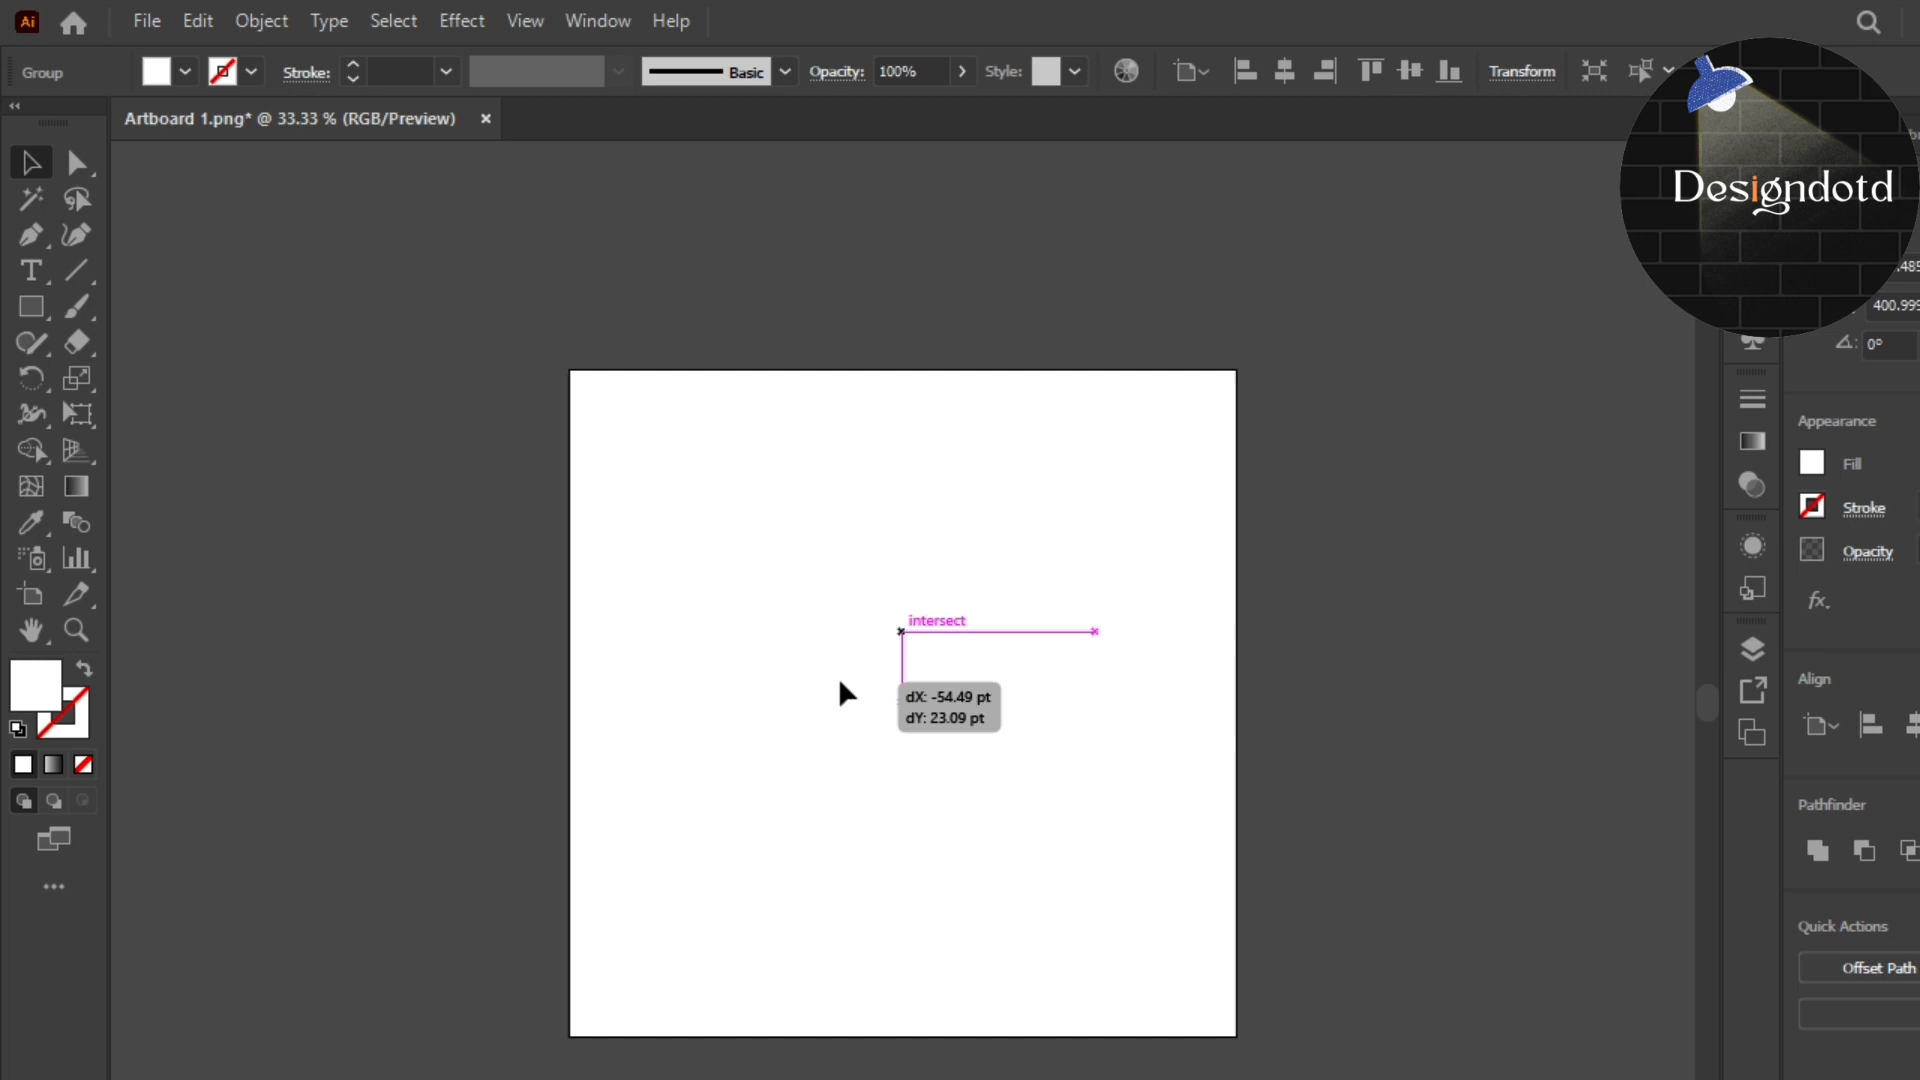 Ai
File Edit Object Type Select Effect View Window Help
Group
Stroke:
Basic
Opacity: 100%
Style:
Transform
Artboard 1.png* @ 33.33 % (RGB/Preview)
Designdotd
400.999
0°
Appearance
Fill
Stroke
Opacity
fx.
intersect
dX: -54.49 pt
dY: 23.09 pt
Align
Pathfinder
Quick Actions
Offset Path